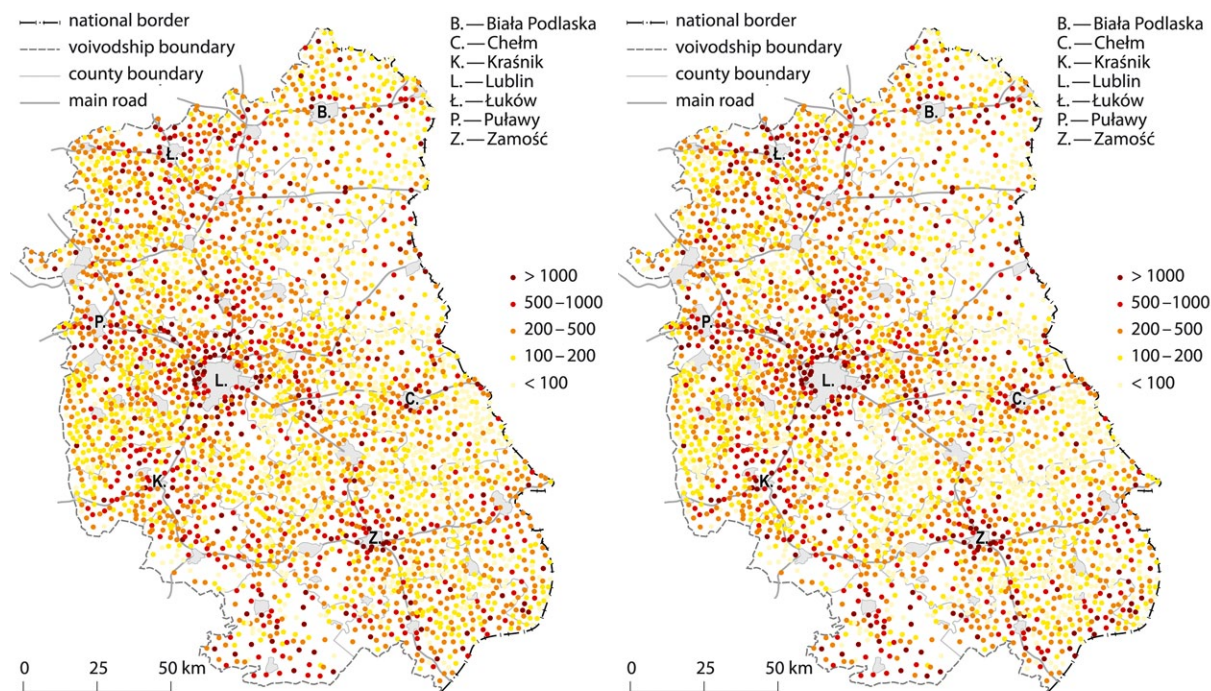 national border
voivodship boundary
county boundary
main road
B. — Biała Podlaska
C. — Chełm
K. — Kraśnik
L. — Lublin
Ł. — Łuków
P. — Puławy
Z. — Zamość
B.
Ł.
P.
L.
C.
K.
Z.
> 1000
500 – 1000
200 – 500
100 – 200
< 100
0 25 50 km
national border
voivodship boundary
county boundary
main road
B. — Biała Podlaska
C. — Chełm
K. — Kraśnik
L. — Lublin
Ł. — Łuków
P. — Puławy
Z. — Zamość
B.
Ł.
P.
L.
C.
K.
Z.
> 1000
500 – 1000
200 – 500
100 – 200
< 100
0 25 50 km